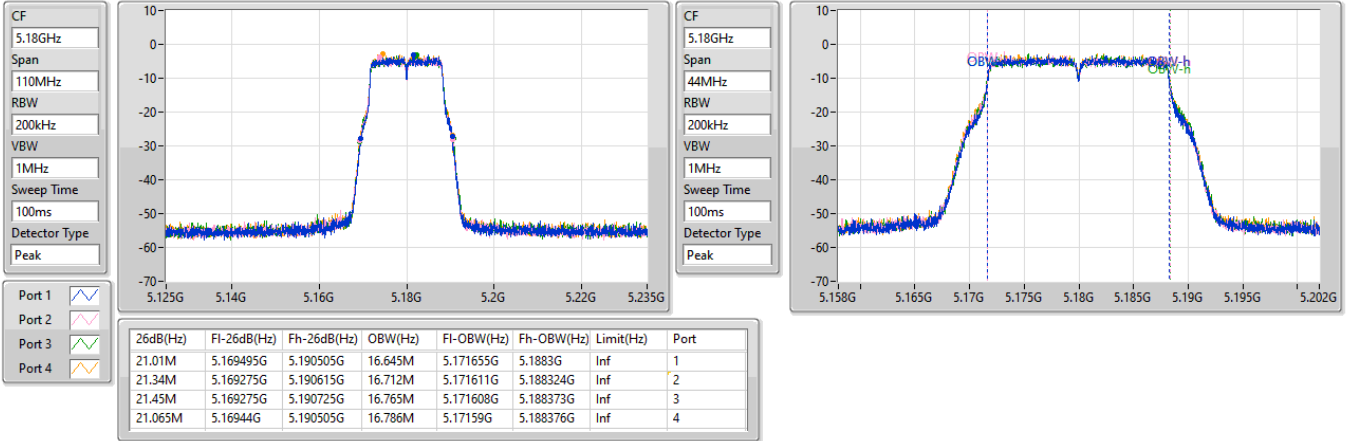 CF
5.18GHz
Span
110MHz
RBW
200kHz
VBW
1MHz
Sweep Time
100ms
Detector Type
Peak
10
0
-10
-20
-30
-40
-50
-60
-70
5.125G 5.14G 5.16G 5.18G 5.2G 5.22G 5.235G
CF
5.18GHz
Span
44MHz
RBW
200kHz
VBW
1MHz
Sweep Time
100ms
Detector Type
Peak
10
0
-10
-20
-30
-40
-50
-60
-70
OBW-h
OBW-h
5.158G 5.165G 5.17G 5.175G 5.18G 5.185G 5.19G 5.195G 5.202G
Port 1
Port 2
Port 3
Port 4
26dB(Hz) Fl-26dB(Hz) Fh-26dB(Hz) OBW(Hz) Fl-OBW(Hz) Fh-OBW(Hz) Limit(Hz) Port
21.01M 5.169495G 5.190505G 16.645M 5.171655G 5.1883G Inf 1
21.34M 5.169275G 5.190615G 16.712M 5.171611G 5.188324G Inf 2
21.45M 5.169275G 5.190725G 16.765M 5.171608G 5.188373G Inf 3
21.065M 5.16944G 5.190505G 16.786M 5.17159G 5.188376G Inf 4